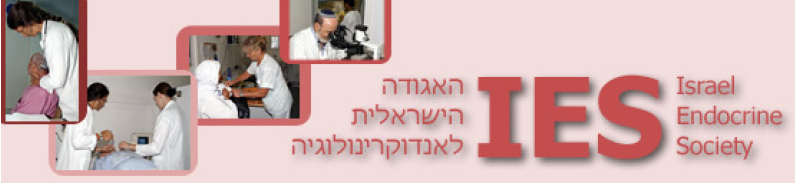 האגודה
הישראלית
לאנדוקרינולוגיה
IES
Israel
Endocrine
Society